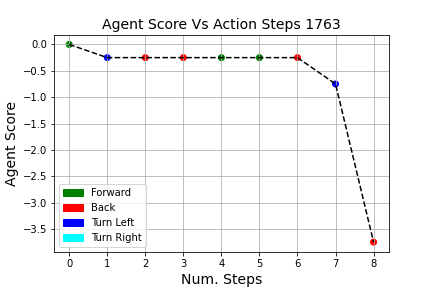 Agent Score Vs Action Steps 1763
Agent Score
0.0
−0.5
−1.0
−1.5
−2.0
−2.5
−3.0
−3.5
Forward
Back
Turn Left
Turn Right
0 1 2 3 4 5 6 7 8
Num. Steps